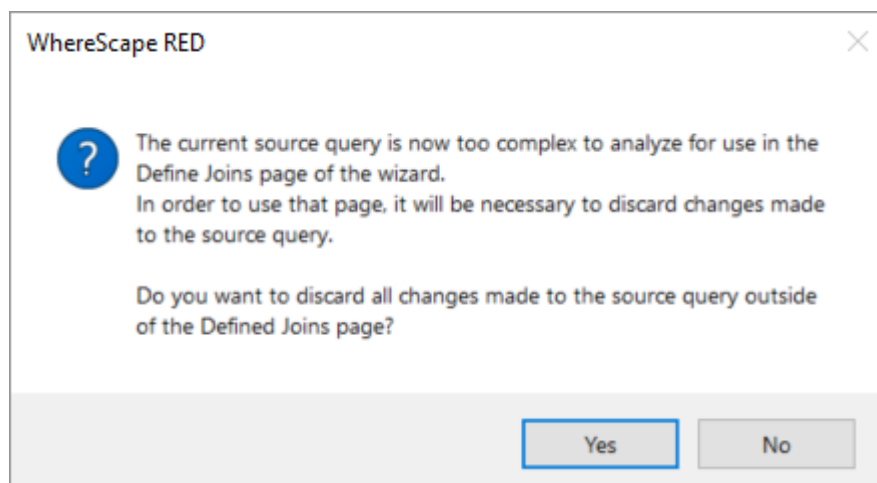 WhereScape RED
?
The current source query is now too complex to analyze for use in the
Define Joins page of the wizard.
In order to use that page, it will be necessary to discard changes made
to the source query.
Do you want to discard all changes made to the source query outside
of the Defined Joins page?
Yes
No